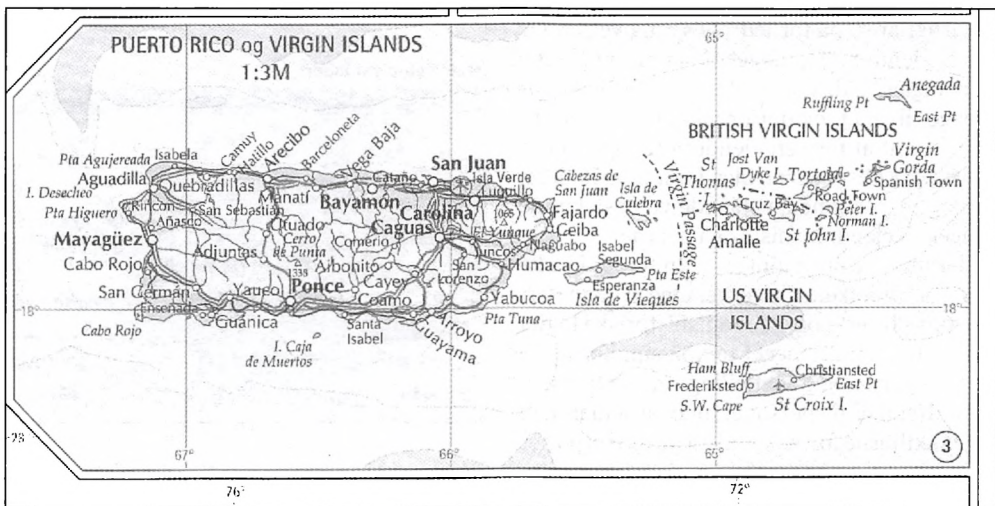 PUERTO RICO og VIRGIN ISLANDS
1:3M
65°
Anegada
Ruffling Pt
East Pt
BRITISH VIRGIN ISLANDS
Virgin
Gorda
Spanish Town
St
Thomas
Jost Van
Dyke I.
Tortola
Road Town
Cruz Bay
Peter I.
Norman I.
Charlotte
Amalie
St John I.
Virgin Passage
Pta Agujereada
Isabela
Camuy
Hatillo
Arecibo
Barceloneta
Vega Baja
San Juan
Cataño
Isla Verde
Luquillo
Cabezas de
San Juan
Isla de
Culebra
Aguadilla
Quebradillas
I. Desecheo
Rincón
San Sebastián
Manatí
Bayamón
Carolina
1065
Fajardo
Pta Higuero
Añasco
Utuado
Caguas
El Yunque
Ceiba
Mayagüez
Adjuntas
Cerro
de Punta
1338
Comerío
Juncos
Naguabo
Isabel
Segunda
Cabo Rojo
Aibonito
San
Lorenzo
Humacao
Pta Este
Esperanza
Isla de Vieques
San Germán
Yauco
Ponce
Cayey
Coamo
Yabucoa
18°
Ensenada
Guánica
Santa
Isabel
Arroyo
Guayama
Pta Tuna
US VIRGIN
ISLANDS
18°
Cabo Rojo
I. Caja
de Muertos
Ham Bluff
Christiansted
Frederiksted
East Pt
S.W. Cape
St Croix I.
3
67°
66°
65°
76°
72°